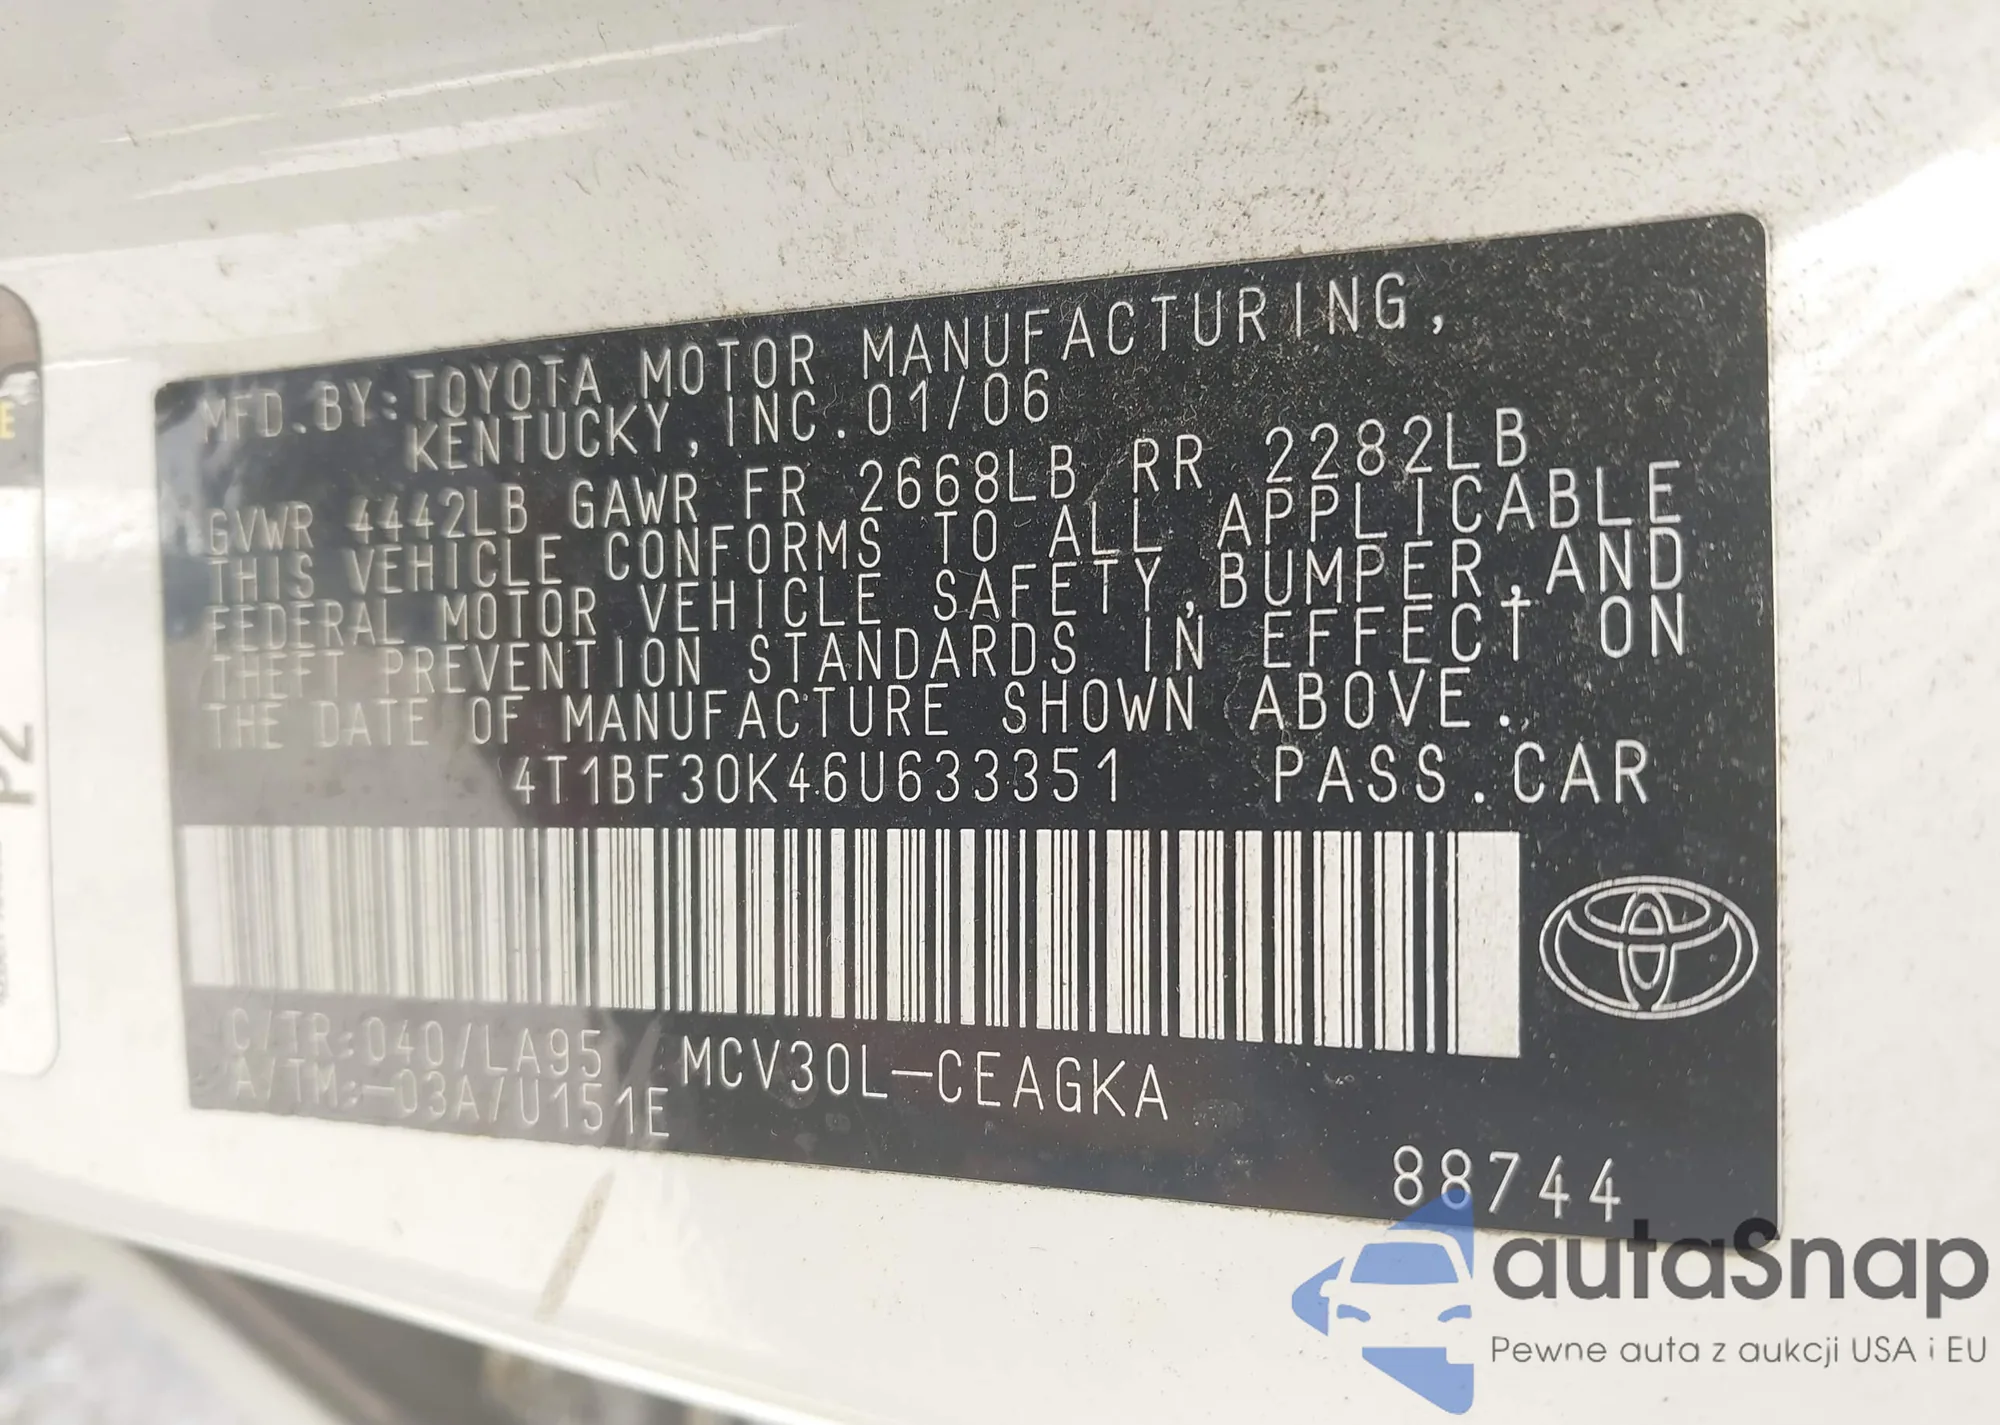 MFD.BY:TOYOTA MOTOR MANUFACTURING,
KENTUCKY, INC.01/06
GVWR 4442LB GAWR FR 2668LB RR 2282LB
THIS VEHICLE CONFORMS TO ALL APPLICABLE
FEDERAL MOTOR VEHICLE SAFETY,BUMPER,AND
THEFT PREVENTION STANDARDS IN EFFECT ON
THE DATE OF MANUFACTURE SHOWN ABOVE.
4T1BF30K46U633351 PASS.CAR
C/TR:040/LA95 MCV30L-CEAGKA
A/TM:-03A/U151E
88744
P2
E
autaSnap
Pewne auta z aukcji USA i EU